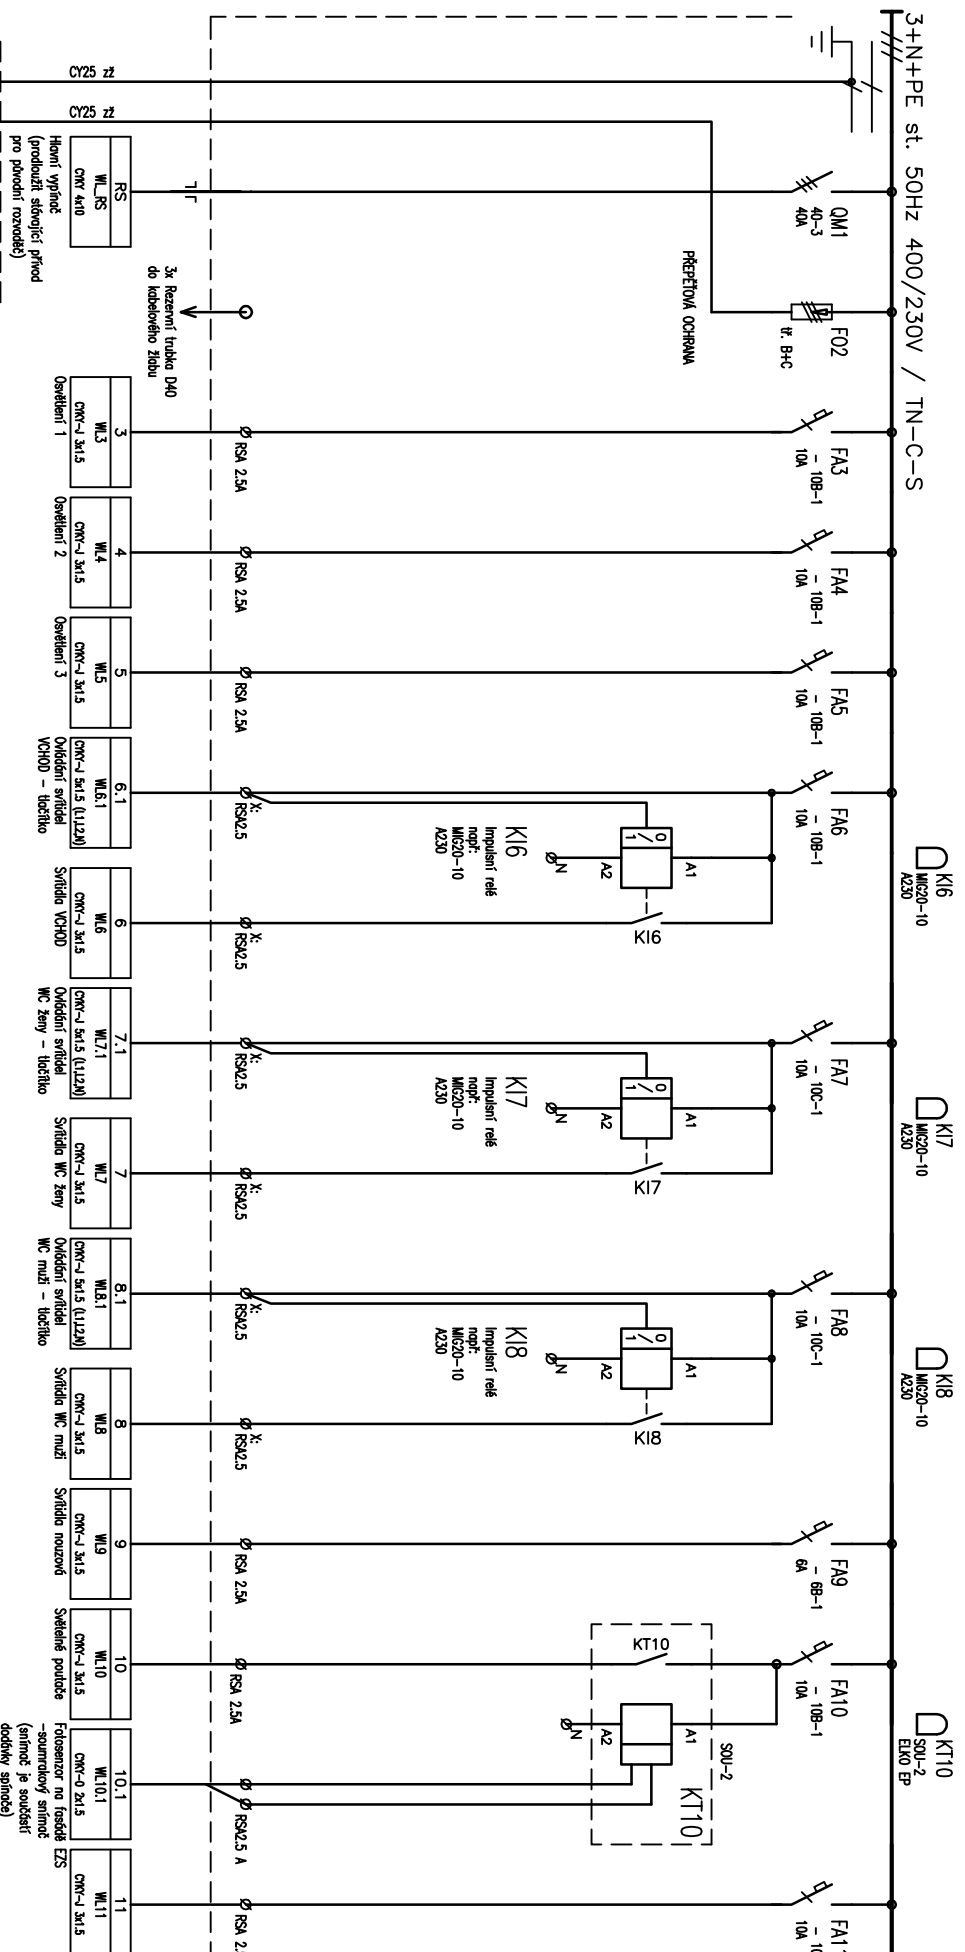 3+N+PE st. 50Hz 400/230V / TN-C-S
KI6
MIG20-10
A230
KI7
MIG20-10
A230
KI8
MIG20-10
A230
KT10
SOU-2
ELKO EP
QM1
40-3
40A
F02
tř. B+C
PŘEPĚŤOVÁ OCHRANA
FA3
- 10B-1
10A
FA4
- 10B-1
10A
FA5
- 10B-1
10A
FA6
- 10B-1
10A
FA7
- 10C-1
10A
FA8
- 10C-1
10A
FA9
- 6B-1
6A
FA10
- 10B-1
10A
10A
0
1
A1
A2
N
KI6
KI6
Impulsní relé
např:
MIG20-10
A230
0
1
A1
A2
N
KI7
KI7
Impulsní relé
např:
MIG20-10
A230
0
1
A1
A2
N
KI8
KI8
Impulsní relé
např:
MIG20-10
A230
SOU-2
KT10
KT10
A1
A2
N
3x Rezervní trubka D40
do kabelového žlabu
RSA 2.5A
RSA 2.5A
RSA 2.5A
X:
RSA2.5
X:
RSA2.5
X:
RSA2.5
X:
RSA2.5
X:
RSA2.5
X:
RSA2.5
RSA 2.5A
RSA 2.5A
RSA2.5 A
RSA 2.
CY25 zž
CY25 zž
RS
WL_RS
CYKY 4x10
Hlavní vypínač
(prodloužit stávající přívod
pro původní rozvaděč)
3
WL3
CYKY-J 3x1.5
Osvětlení 1
4
WL4
CYKY-J 3x1.5
Osvětlení 2
5
WL5
CYKY-J 3x1.5
Osvětlení 3
6.1
WL6.1
CYKY-J 5x1.5 (L1,L2,N)
Ovládání svítidel
VCHOD - tlačítko
6
WL6
CYKY-J 3x1.5
Svítidla VCHOD
7.1
WL7.1
CYKY-J 5x1.5 (L1,L2,N)
Ovládání svítidel
WC ženy - tlačítko
7
WL7
CYKY-J 3x1.5
Svítidla WC ženy
8.1
WL8.1
CYKY-J 5x1.5 (L1,L2,N)
Ovládání svítidel
WC muži - tlačítko
8
WL8
CYKY-J 3x1.5
Svítidla WC muži
9
WL9
CYKY-J 3x1.5
Svítidla nouzová
10
WL10
CYKY-J 3x1.5
Světelné poutače
10.1
WL10.1
CYKY-O 2x1.5
Fotosenzor na fasádě
-soumrakový snímač
(snímač je součástí
dodávky spínače)
11
WL11
CYKY-J 3x1.5
EZS